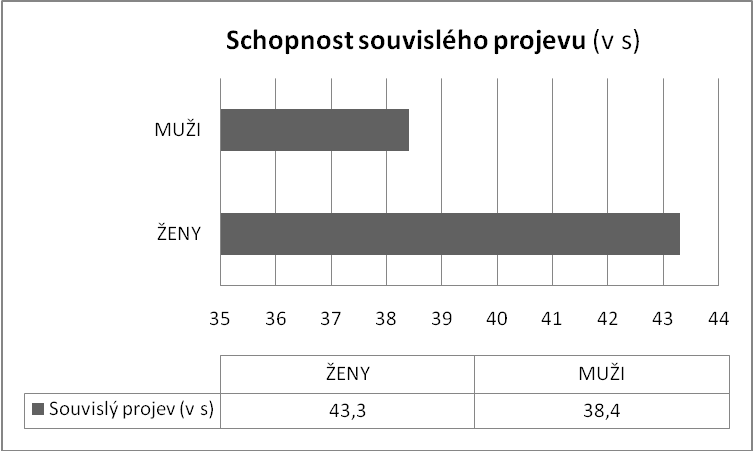 Schopnost souvislého projevu (v s)
MUŽI
ŽENY
35 36 37 38 39 40 41 42 43 44
ŽENY MUŽI
Souvislý projev (v s) 43,3 38,4